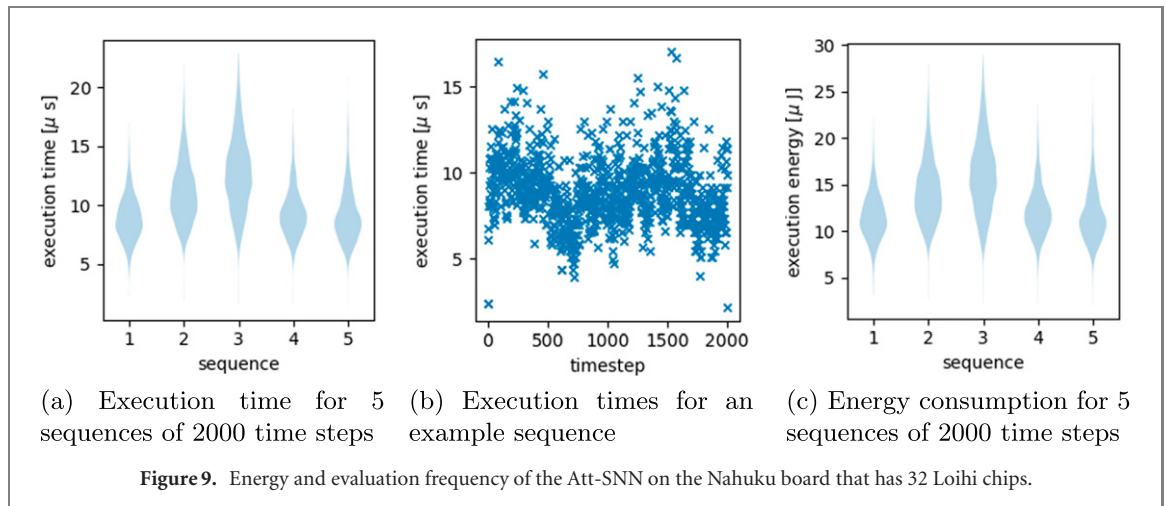 20
15
10
5
execution time [μ s]
1 2 3 4 5
sequence
15
10
5
execution time [μ s]
0 500 1000 1500 2000
timestep
30
25
20
15
10
5
execution energy [μ J]
1 2 3 4 5
sequence
(a) Execution time for 5
sequences of 2000 time steps
(b) Execution times for an
example sequence
(c) Energy consumption for 5
sequences of 2000 time steps
Figure 9. Energy and evaluation frequency of the Att-SNN on the Nahuku board that has 32 Loihi chips.